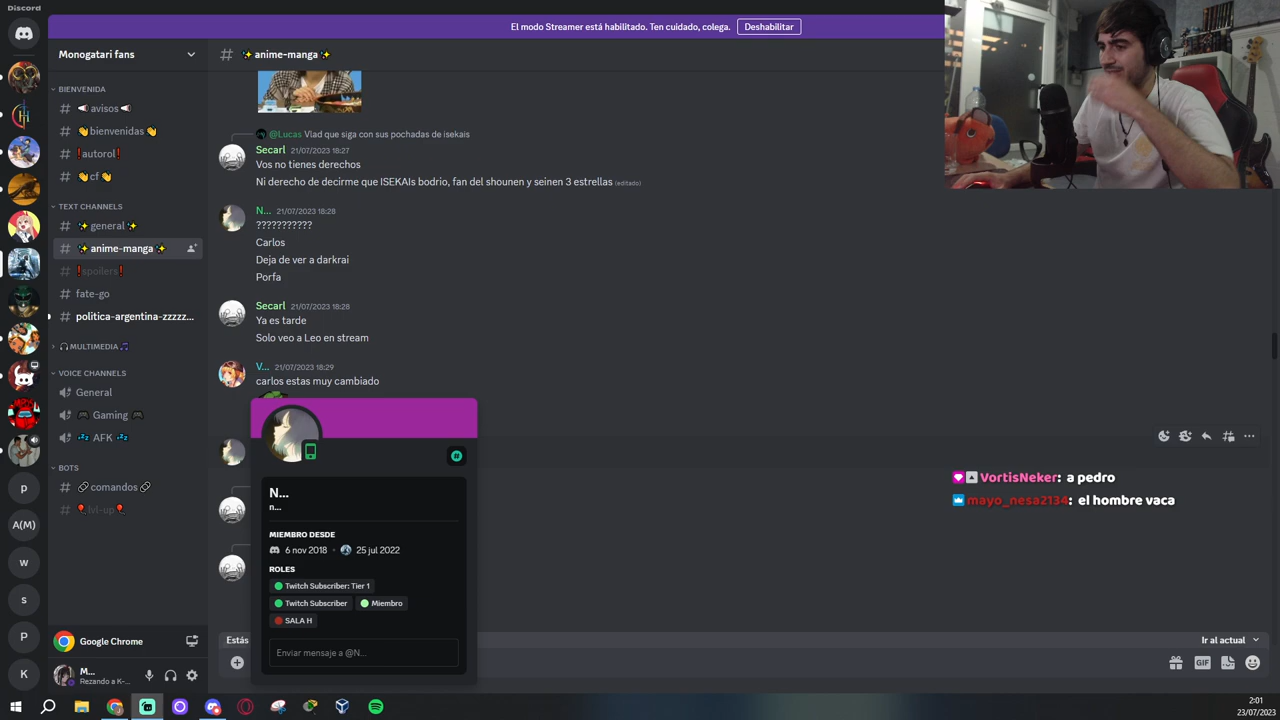 Discord
El modo Streamer está habilitado. Ten cuidado, colega.
Deshabilitar
Monogatari fans
✨ anime-manga ✨
BIENVENIDA
📢 avisos 📢
👋 bienvenidas 👋
❗autorol❗
👋 cf 👋
TEXT CHANNELS
✨ general ✨
✨ anime-manga ✨
❗spoilers❗
fate-go
politica-argentina-zzzzz...
🎧 MULTIMEDIA 🎵
VOICE CHANNELS
General
🎮 Gaming 🎮
💤 AFK 💤
BOTS
🔗 comandos 🔗
🎈 lvl-up 🎈
p
A(M)
w
s
P
K
Google Chrome
M...
Rezando a K-...
@Lucas Vlad que siga con sus pochadas de isekais
Secarl 21/07/2023 18:27
Vos no tienes derechos
Ni derecho de decirme que ISEKAIs bodrio, fan del shounen y seinen 3 estrellas (editado)
N... 21/07/2023 18:28
???????????
Carlos
Deja de ver a darkrai
Porfa
Secarl 21/07/2023 18:28
Ya es tarde
Solo veo a Leo en stream
V... 21/07/2023 18:29
carlos estas muy cambiado
N...
n...
MIEMBRO DESDE
6 nov 2018 • 25 jul 2022
ROLES
Twitch Subscriber: Tier 1
Twitch Subscriber Miembro
SALA H
Enviar mensaje a @N...
VortisNeker: a pedro
mayo_nesa2134: el hombre vaca
Estás
Ir al actual
GIF
2:01
23/07/2023